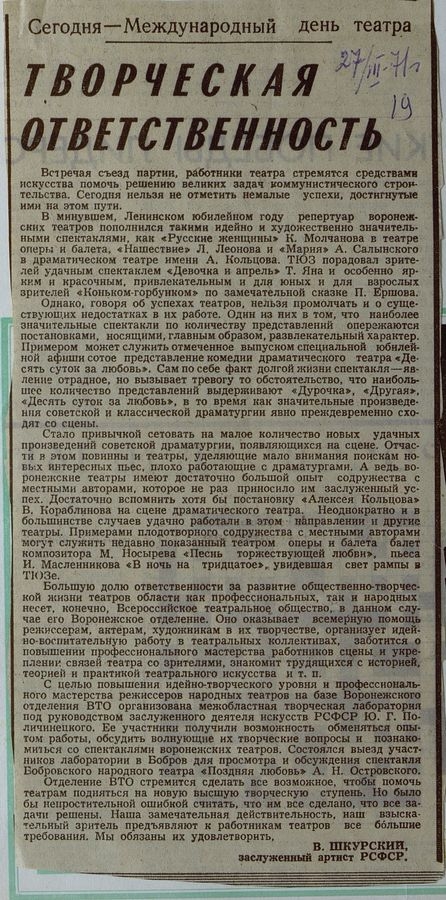 Сегодня — Международный день театра
27/III-71г
19
ТВОРЧЕСКАЯ
ОТВЕТСТВЕННОСТЬ
Встречая съезд партии, работники театра стремятся средствами
искусства помочь решению великих задач коммунистического строи-
тельства. Сегодня нельзя не отметить немалые успехи, достигнутые
ими на этом пути.
В минувшем, Ленинском юбилейном году репертуар воронеж-
ских театров пополнился такими идейно и художественно значитель-
ными спектаклями, как «Русские женщины» К. Молчанова в театре
оперы и балета, «Нашествие» Л. Леонова и «Мария» А. Салынского
в драматическом театре имени А. Кольцова. ТЮЗ порадовал зрите-
лей удачным спектаклем «Девочка и апрель» Т. Яна и особенно яр-
ким и красочным, привлекательным и для юных и для взрослых
зрителей «Коньком-горбунком» по замечательной сказке П. Ершова.
Однако, говоря об успехах театров, нельзя промолчать и о суще-
ствующих недостатках в их работе. Один из них в том, что наиболее
значительные спектакли по количеству представлений опережаются
постановками, носящими, главным образом, развлекательный характер.
Примером может служить отмеченное выпуском специальной юбилей-
ной афиши сотое представление комедии драматического театра «Де-
сять суток за любовь». Сам по себе факт долгой жизни спектакля — яв-
ление отрадное, но вызывает тревогу то обстоятельство, что наиболь-
шее количество представлений выдерживают «Дурочка», «Другая»,
«Десять суток за любовь», в то время как значительные произведе-
ния советской и классической драматургии явно преждевременно схо-
дят со сцены.
Стало привычкой сетовать на малое количество новых удачных
произведений советской драматургии, появляющихся на сцене. Отчас-
ти в этом повинны и театры, уделяющие мало внимания поискам но-
вых интересных пьес, плохо работающие с драматургами. А ведь во-
ронежские театры имеют достаточно большой опыт содружества с
местными авторами, которое не раз приносило им заслуженный ус-
пех. Достаточно вспомнить хотя бы постановку «Алексея Кольцова»
В. Кораблинова на сцене драматического театра. Неоднократно и в
большинстве случаев удачно работали в этом направлении и другие
театры. Примерами плодотворного содружества с местными авторами
могут служить недавно показанный театром оперы и балета балет
композитора М. Носырева «Песнь торжествующей любви», пьеса
И. Масленникова «В ночь на тридцатое», увидевшая свет рампы в
ТЮЗе.
Большую долю ответственности за развитие общественно-творчес-
кой жизни театров области как профессиональных, так и народных
несет, конечно, Всероссийское театральное общество, в данном слу-
чае его Воронежское отделение. Оно оказывает всемерную помощь
режиссерам, актерам, художникам в их творчестве, организует идей-
но-воспитательную работу в театральных коллективах, заботится о
повышении профессионального мастерства работников сцены и укре-
плении связей театра со зрителями, знакомит трудящихся с историей,
теорией и практикой театрального искусства и т. п.
С целью повышения идейно-творческого уровня и профессиональ-
ного мастерства режиссеров народных театров на базе Воронежского
отделения ВТО организована межобластная творческая лаборатория
под руководством заслуженного деятеля искусств РСФСР Ю. Г. По-
личинецкого. Ее участники получили возможность обменяться опы-
том работы, обсудить волнующие их творческие вопросы и познако-
миться со спектаклями воронежских театров. Состоялся выезд участ-
ников лаборатории в Бобров для просмотра и обсуждения спектакля
Бобровского народного театра «Поздняя любовь» А. Н. Островского.
Отделение ВТО стремится сделать все возможное, чтобы помочь
театрам подняться на новую высшую творческую ступень. Но было
бы непростительной ошибкой считать, что им все сделано, что все за-
дачи решены. Наша замечательная действительность, наш взыска-
тельный зритель предъявляют к работникам театров все большие
требования. Мы обязаны их удовлетворить,
В. ШКУРСКИЙ,
заслуженный артист РСФСР.